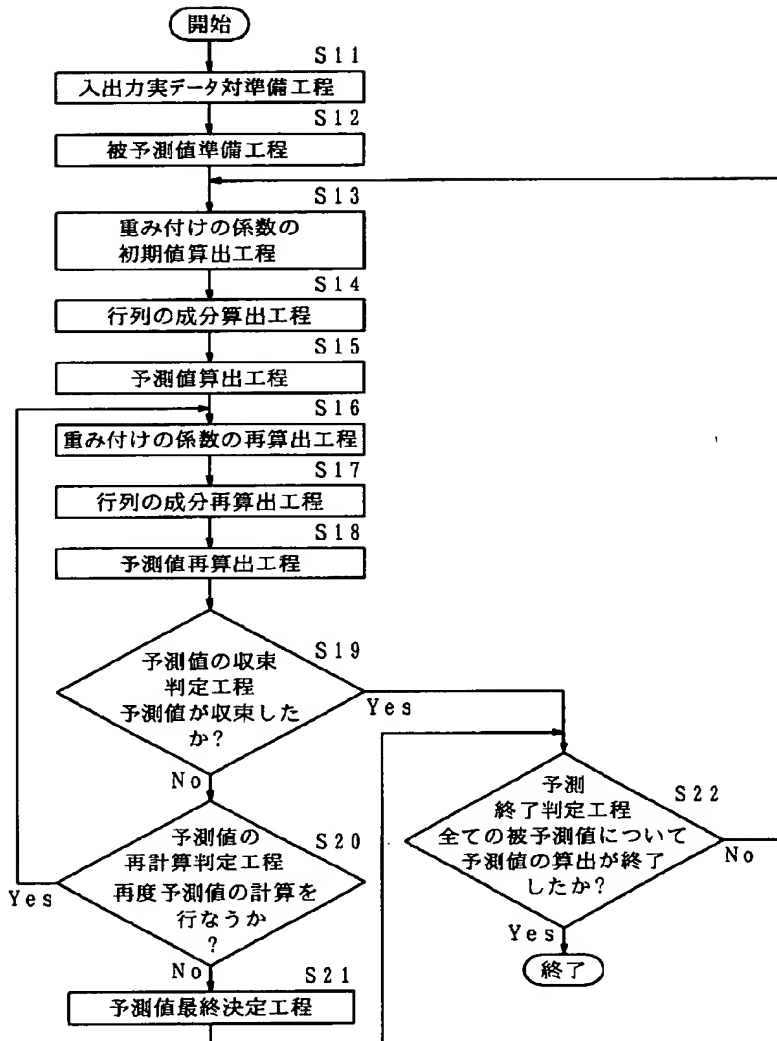 開始
S11
入出力実データ対準備工程
S12
被予測値準備工程
S13
重み付けの係数の
初期値算出工程
S14
行列の成分算出工程
S15
予測値算出工程
S16
重み付けの係数の再算出工程
S17
行列の成分再算出工程
S18
予測値再算出工程
S19
予測値の収束
判定工程
予測値が収束した
か?
Yes
No
S20
予測値の
再計算判定工程
再度予測値の計算を
行なうか
?
Yes
No
S21
予測値最終決定工程
S22
予測
終了判定工程
全ての被予測値について
予測値の算出が終了
したか?
No
Yes
終了